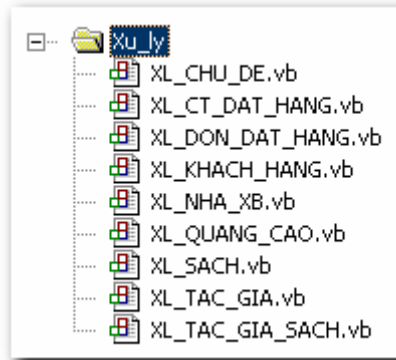 Xu_ly
XL_CHU_DE.vb
XL_CT_DAT_HANG.vb
XL_DON_DAT_HANG.vb
XL_KHACH_HANG.vb
XL_NHA_XB.vb
XL_QUANG_CAO.vb
XL_SACH.vb
XL_TAC_GIA.vb
XL_TAC_GIA_SACH.vb